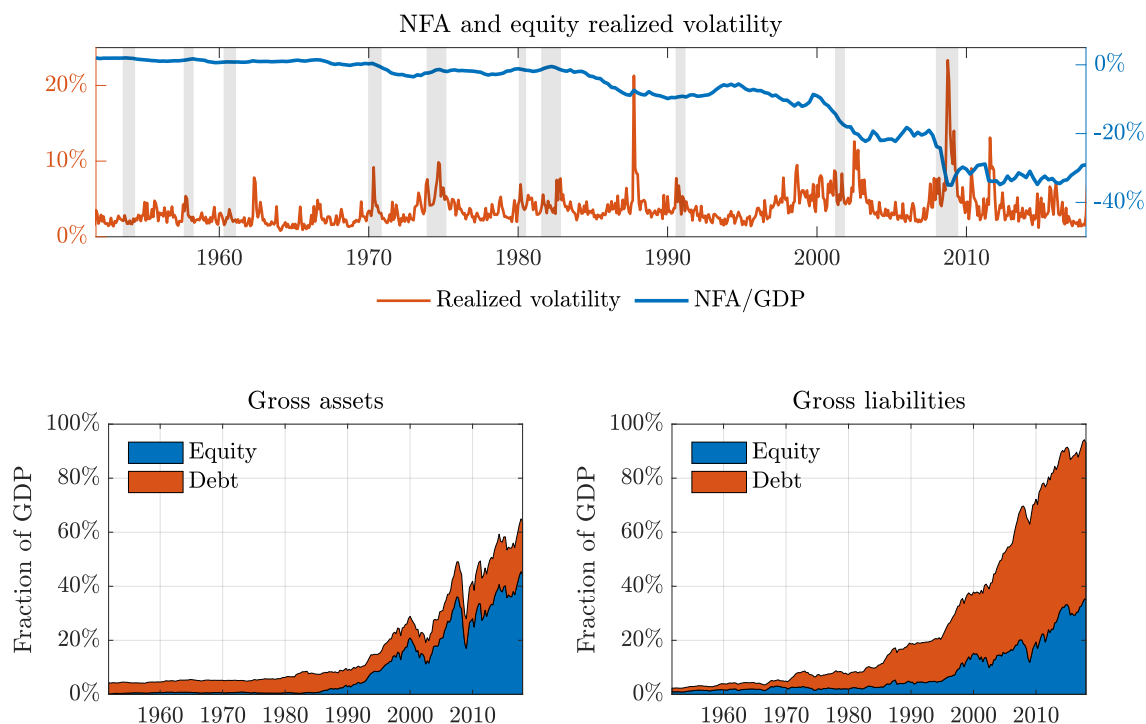 NFA and equity realized volatility
20%
10%
0%
0%
-20%
-40%
1960 1970 1980 1990 2000 2010
Realized volatility NFA/GDP
Gross assets
Fraction of GDP
100%
80%
60%
40%
20%
0%
Equity
Debt
1960 1970 1980 1990 2000 2010
Gross liabilities
Fraction of GDP
100%
80%
60%
40%
20%
0%
Equity
Debt
1960 1970 1980 1990 2000 2010